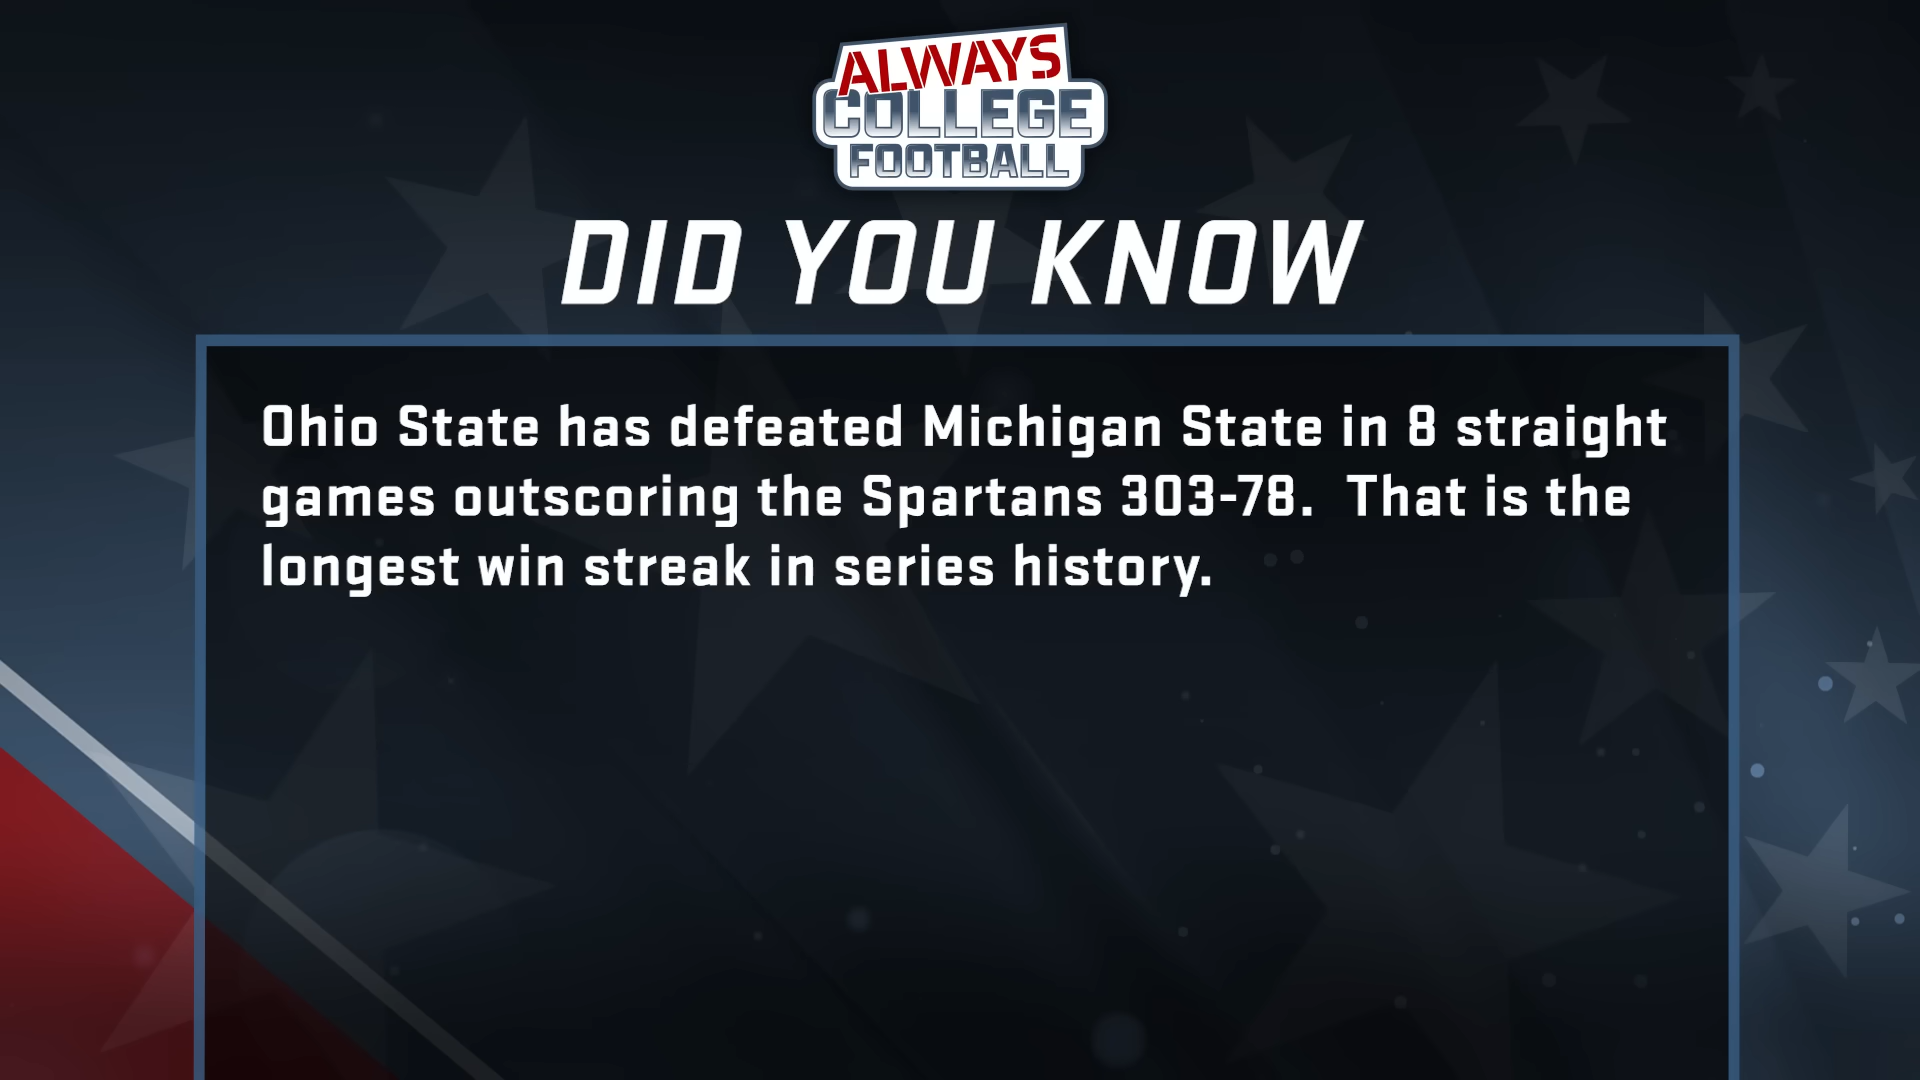 ALWAYS
COLLEGE
FOOTBALL
DID YOU KNOW
Ohio State has defeated Michigan State in 8 straight
games outscoring the Spartans 303-78.  That is the
longest win streak in series history.